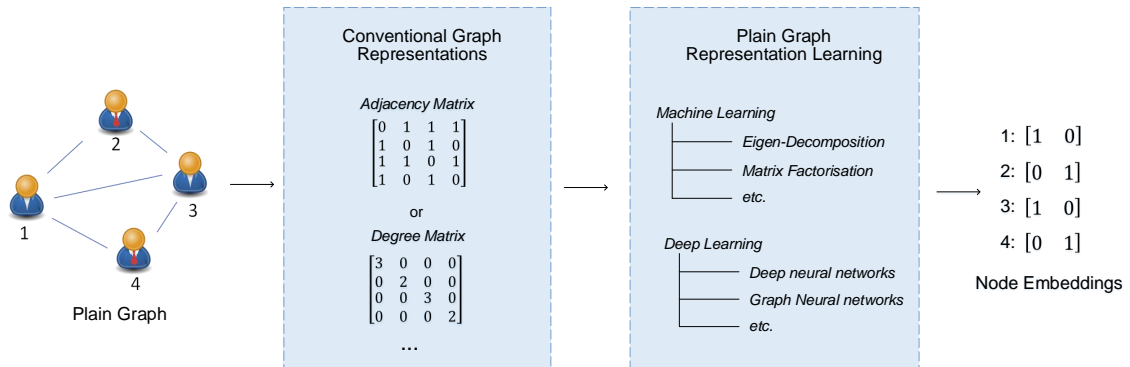 2
1
3
4
Plain Graph
Conventional Graph
Representations
Adjacency Matrix
0 1 1 1
1 0 1 0
1 1 0 1
1 0 1 0
or
Degree Matrix
3 0 0 0
0 2 0 0
0 0 3 0
0 0 0 2
...
Plain Graph
Representation Learning
Machine Learning
Eigen-Decomposition
Matrix Factorisation
etc.
Deep Learning
Deep neural networks
Graph Neural networks
etc.
1: [1 0]
2: [0 1]
3: [1 0]
4: [0 1]
Node Embeddings